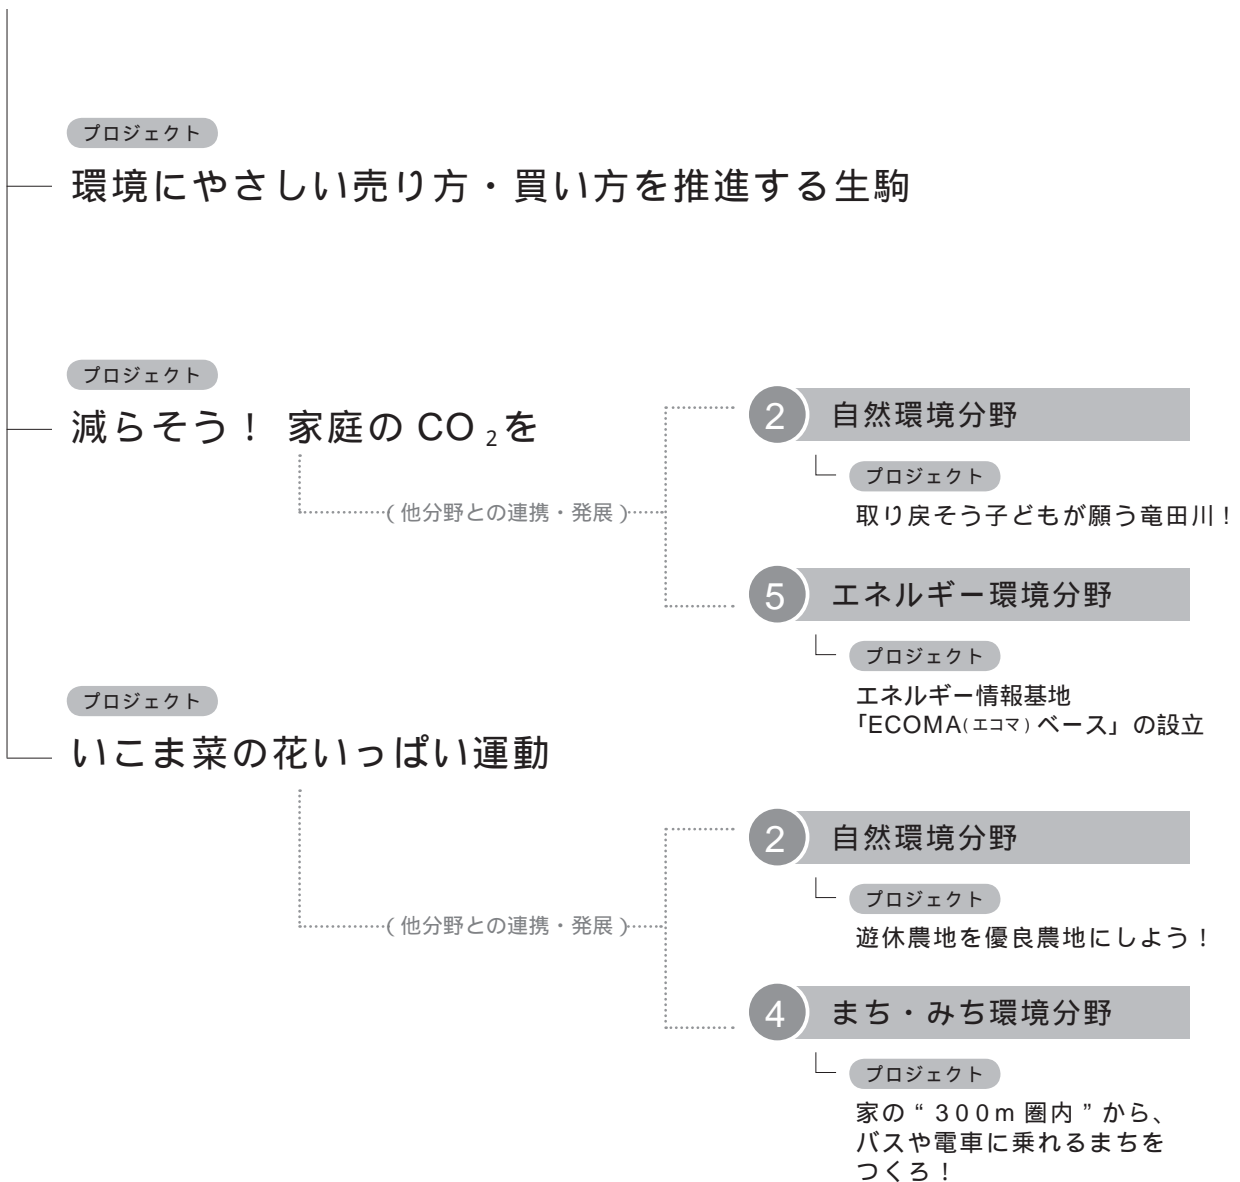 プロジェクト
環境にやさしい売り方・買い方を推進する生駒
プロジェクト
減らそう！ 家庭の CO₂を
(他分野との連携・発展)
2 自然環境分野
プロジェクト
取り戻そう子どもが願う竜田川！
5 エネルギー環境分野
プロジェクト
エネルギー情報基地
「ECOMA(エコマ)ベース」の設立
プロジェクト
いこま菜の花いっぱい運動
(他分野との連携・発展)
2 自然環境分野
プロジェクト
遊休農地を優良農地にしよう！
4 まち・みち環境分野
プロジェクト
家の“300m 圏内”から、
バスや電車に乗れるまちを
つくろ！